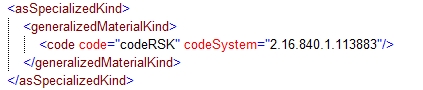 <asSpecializedKind>
<generalizedMaterialKind>
<code code="codeRSK" codeSystem="2.16.840.1.113883"/>
</generalizedMaterialKind>
</asSpecializedKind>